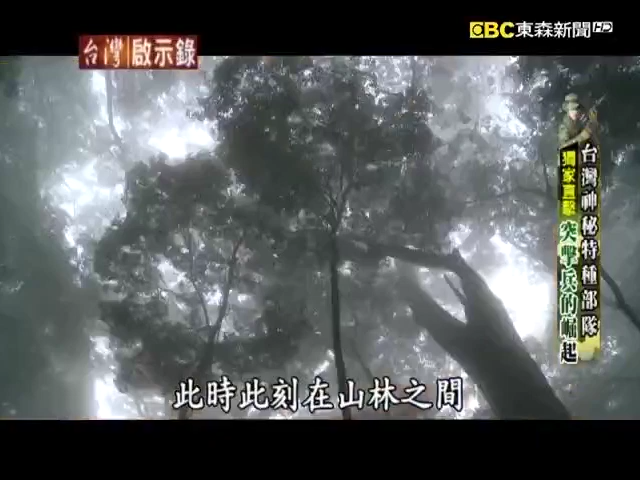 EBC東森新聞HD
台灣啟示錄
台灣神秘特種部隊
獨家直擊
突擊兵的崛起
此時此刻在山林之間